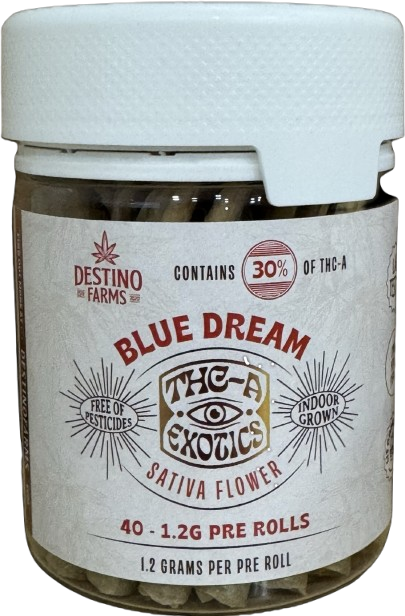 DESTINO
FARMS
CONTAINS 30% OF THC-A
BLUE DREAM
THC-A
EXOTICS
FREE OF
PESTICIDES
INDOOR
GROWN
SATIVA FLOWER
40 - 1.2G PRE ROLLS
1.2 GRAMS PER PRE ROLL